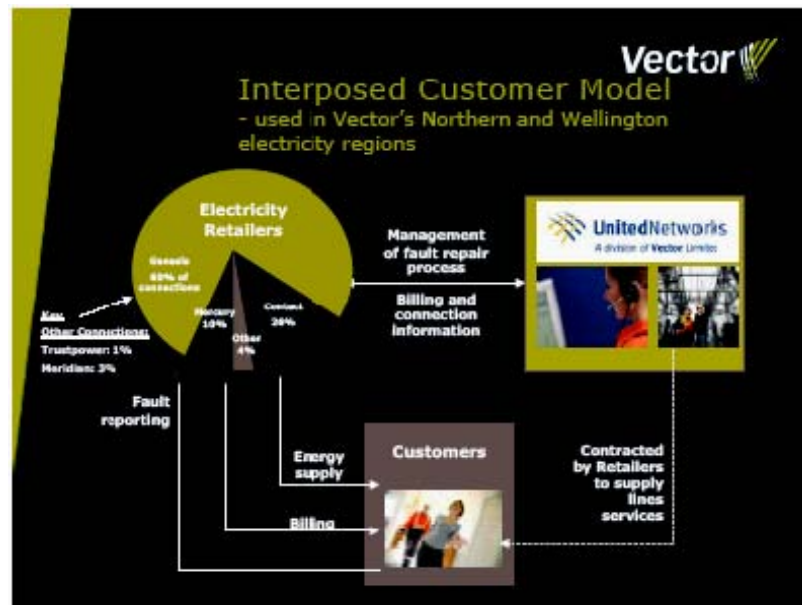 Vector
Interposed Customer Model
- used in Vector's Northern and Wellington
electricity regions
Electricity
Retailers
Genesis
of
connections
Mercury
10%
Other
4%
Contact
Key
Other Connections:
Trustpower: 1%
Meridian: 3%
Management
of fault repair
process
Billing and
connection
information
UnitedNetworks
A division of Vector Limited
Fault
reporting
Energy
supply
Billing
Customers
Contracted
by Retailers
to supply
lines
services